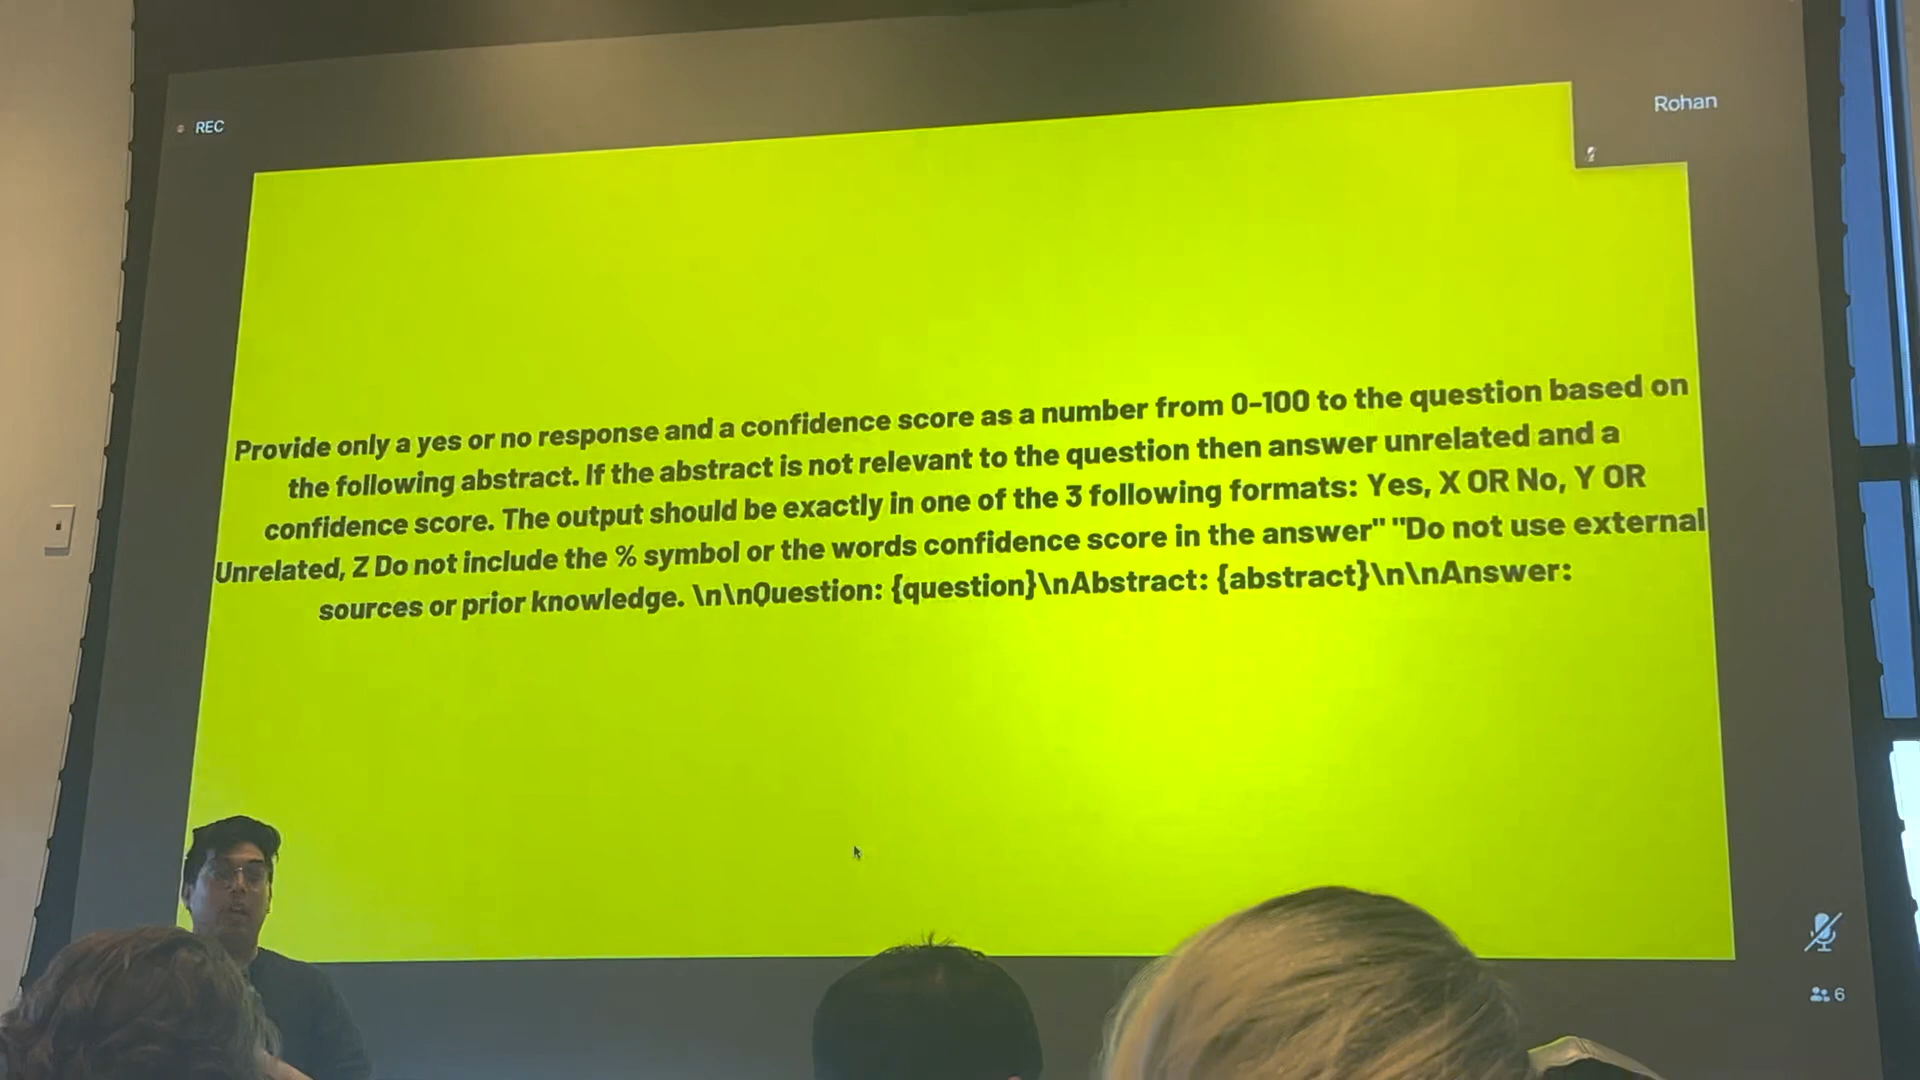 REC
Rohan
Provide only a yes or no response and a confidence score as a number from 0-100 to the question based on
the following abstract. If the abstract is not relevant to the question then answer unrelated and a
confidence score. The output should be exactly in one of the 3 following formats: Yes, X OR No, Y OR
Unrelated, Z Do not include the % symbol or the words confidence score in the answer" "Do not use external
sources or prior knowledge. \n\nQuestion: {question}\nAbstract: {abstract}\n\nAnswer:
6